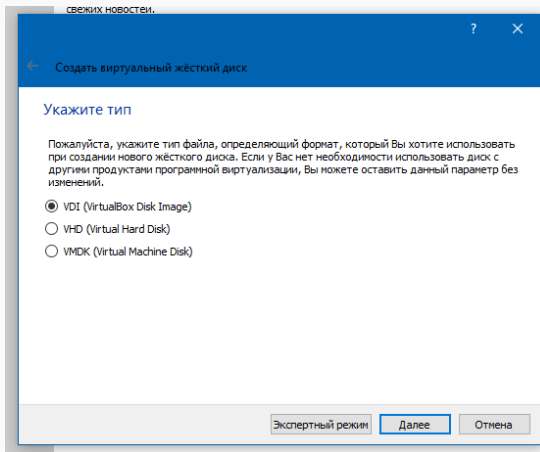 свежих новостей.
?
Создать виртуальный жёсткий диск
Укажите тип
Пожалуйста, укажите тип файла, определяющий формат, который Вы хотите использовать
при создании нового жёсткого диска. Если у Вас нет необходимости использовать диск с
другими продуктами программной виртуализации, Вы можете оставить данный параметр без
изменений.
VDI (VirtualBox Disk Image)
VHD (Virtual Hard Disk)
VMDK (Virtual Machine Disk)
Экспертный режим Далее Отмена